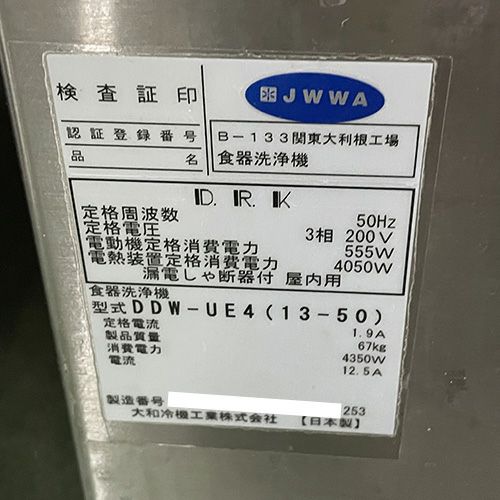 検査証印
JWWA
認証登録番号 B-133関東大利根工場
品名 食器洗浄機
D.R.K
定格周波数 50Hz
定格電圧 3相 200V
電動機定格消費電力 555W
電熱装置定格消費電力 4050W
漏電しゃ断器付 屋内用
食器洗浄機
型式 DDW-UE4(13-50)
定格電流 1.9A
製品質量 67kg
消費電力 4350W
電流 12.5A
製造番号 253
大和冷機工業株式会社 【日本製】